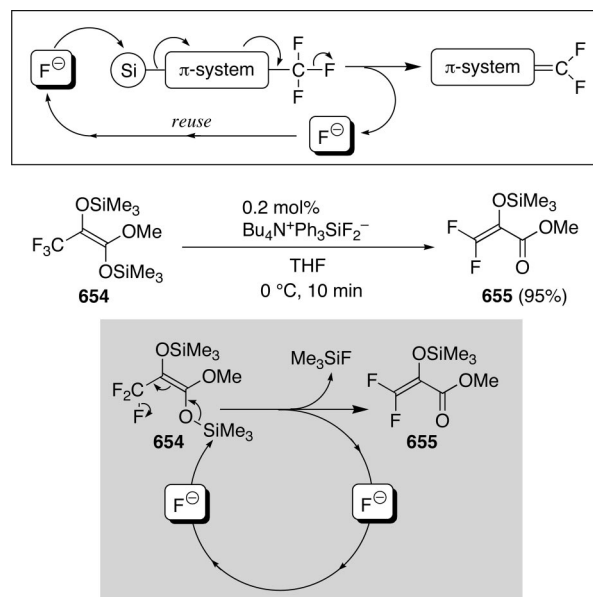 F⊖ Si π-system C F F F π-system C F F
reuse F⊖
OSiMe3
F3C OMe
OSiMe3
654
0.2 mol%
Bu4N+Ph3SiF2−
THF
0 °C, 10 min
OSiMe3
F OMe
F O
655 (95%)
OSiMe3
F2C OMe
F O SiMe3
654
Me3SiF
OSiMe3
F OMe
F O
655
F⊖ F⊖